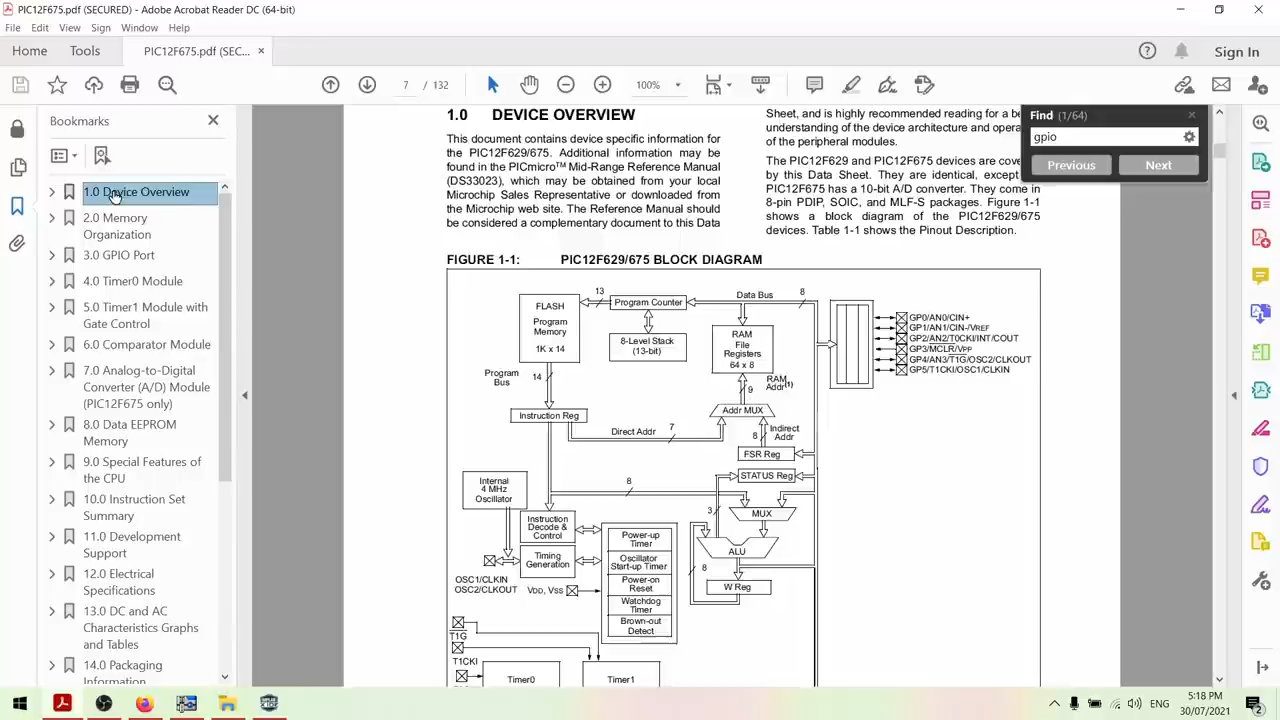 PIC12F675.pdf (SECURED) - Adobe Acrobat Reader DC (64-bit)
File Edit View Sign Window Help
Home Tools PIC12F675.pdf (SEC... × ? Sign In
7 / 132 100%
Bookmarks
1.0 Device Overview
2.0 Memory
Organization
3.0 GPIO Port
4.0 Timer0 Module
5.0 Timer1 Module with
Gate Control
6.0 Comparator Module
7.0 Analog-to-Digital
Converter (A/D) Module
(PIC12F675 only)
8.0 Data EEPROM
Memory
9.0 Special Features of
the CPU
10.0 Instruction Set
Summary
11.0 Development
Support
12.0 Electrical
Specifications
13.0 DC and AC
Characteristics Graphs
and Tables
14.0 Packaging
Information
1.0 DEVICE OVERVIEW
This document contains device specific information for
the PIC12F629/675. Additional information may be
found in the PICmicro™ Mid-Range Reference Manual
(DS33023), which may be obtained from your local
Microchip Sales Representative or downloaded from
the Microchip web site. The Reference Manual should
be considered a complementary document to this Data
Sheet, and is highly recommended reading for a be
understanding of the device architecture and opera
of the peripheral modules.
The PIC12F629 and PIC12F675 devices are cove
by this Data Sheet. They are identical, except
PIC12F675 has a 10-bit A/D converter. They come in
8-pin PDIP, SOIC, and MLF-S packages. Figure 1-1
shows a block diagram of the PIC12F629/675
devices. Table 1-1 shows the Pinout Description.
Find (1/64)
gpio
Previous Next
FIGURE 1-1: PIC12F629/675 BLOCK DIAGRAM
FLASH
Program
Memory
1K x 14
13
Program Counter
Data Bus
8
8-Level Stack
(13-bit)
RAM
File
Registers
64 x 8
GP0/AN0/CIN+
GP1/AN1/CIN-/VREF
GP2/AN2/T0CKI/INT/COUT
GP3/MCLR/VPP
GP4/AN3/T1G/OSC2/CLKOUT
GP5/T1CKI/OSC1/CLKIN
Program
Bus
14
RAM
Addr(1)
9
Instruction Reg
Addr MUX
Direct Addr
7
8
Indirect
Addr
FSR Reg
STATUS Reg
Internal
4 MHz
Oscillator
8
3
MUX
Instruction
Decode &
Control
Timing
Generation
Power-up
Timer
Oscillator
Start-up Timer
Power-on
Reset
Watchdog
Timer
Brown-out
Detect
ALU
8
W Reg
OSC1/CLKIN
OSC2/CLKOUT
VDD, VSS
T1G
T1CKI
Timer0
Timer1
ENG
5:18 PM
30/07/2021
2